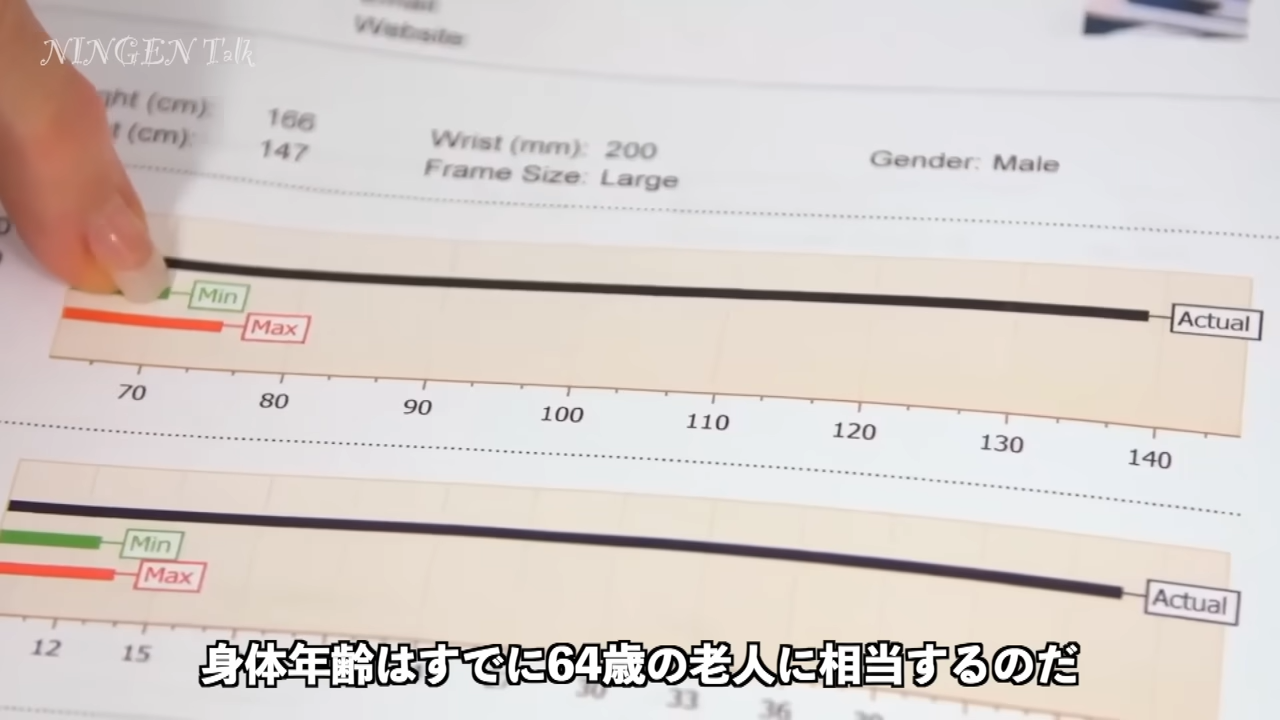 NINGEN Talk
Website:
ght (cm): 166
t (cm): 147
Wrist (mm): 200
Frame Size: Large
Gender: Male
Min
Max
Actual
70 80 90 100 110 120 130 140
Min
Max
Actual
12 15 30 33 36
身体年齢はすでに64歳の老人に相当するのだ